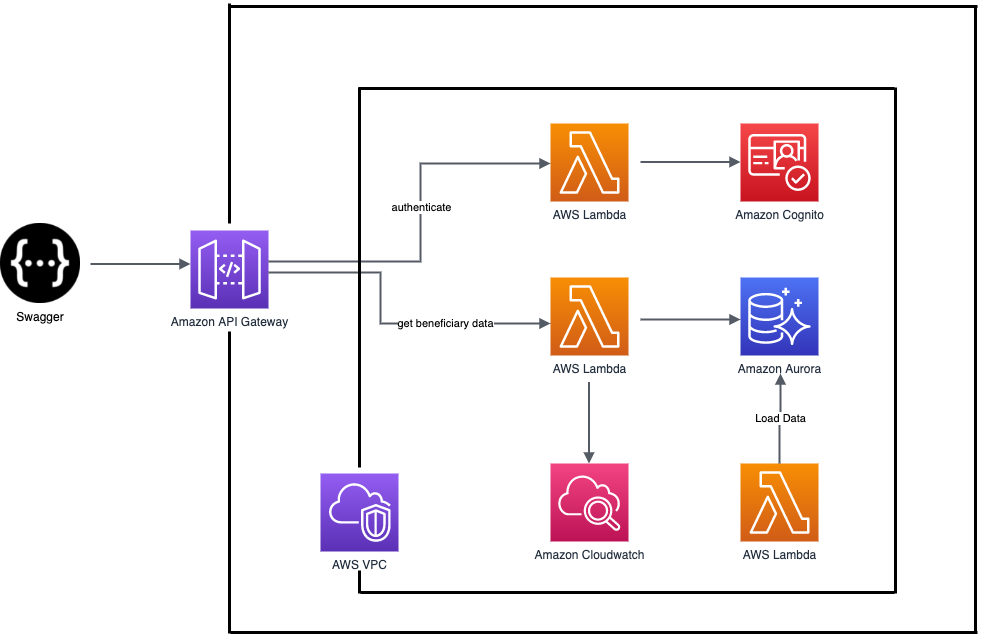 authenticate
AWS Lambda
Amazon Cognito
Swagger
Amazon API Gateway
get beneficiary data
AWS Lambda
Amazon Aurora
Load Data
AWS VPC
Amazon Cloudwatch
AWS Lambda